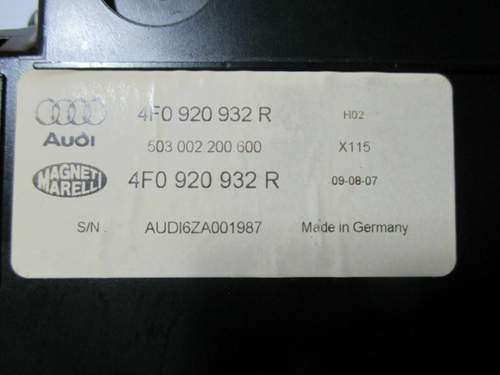 4F0 920 932 R H02
Audi
503 002 200 600 X115
MAGNETI MARELLI
4F0 920 932 R 09-08-07
S/N AUDI6ZA001987 Made in Germany